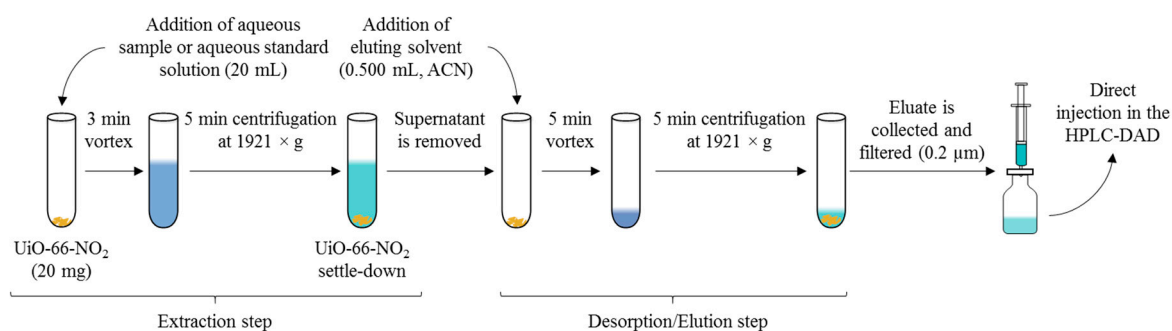 Addition of aqueous
sample or aqueous standard
solution (20 mL)
Addition of
eluting solvent
(0.500 mL, ACN)
3 min
vortex
5 min centrifugation
at 1921 × g
Supernatant
is removed
5 min
vortex
5 min centrifugation
at 1921 × g
Eluate is
collected and
filtered (0.2 µm)
Direct
injection in the
HPLC-DAD
UiO-66-NO₂
(20 mg)
UiO-66-NO₂
settle-down
Extraction step
Desorption/Elution step